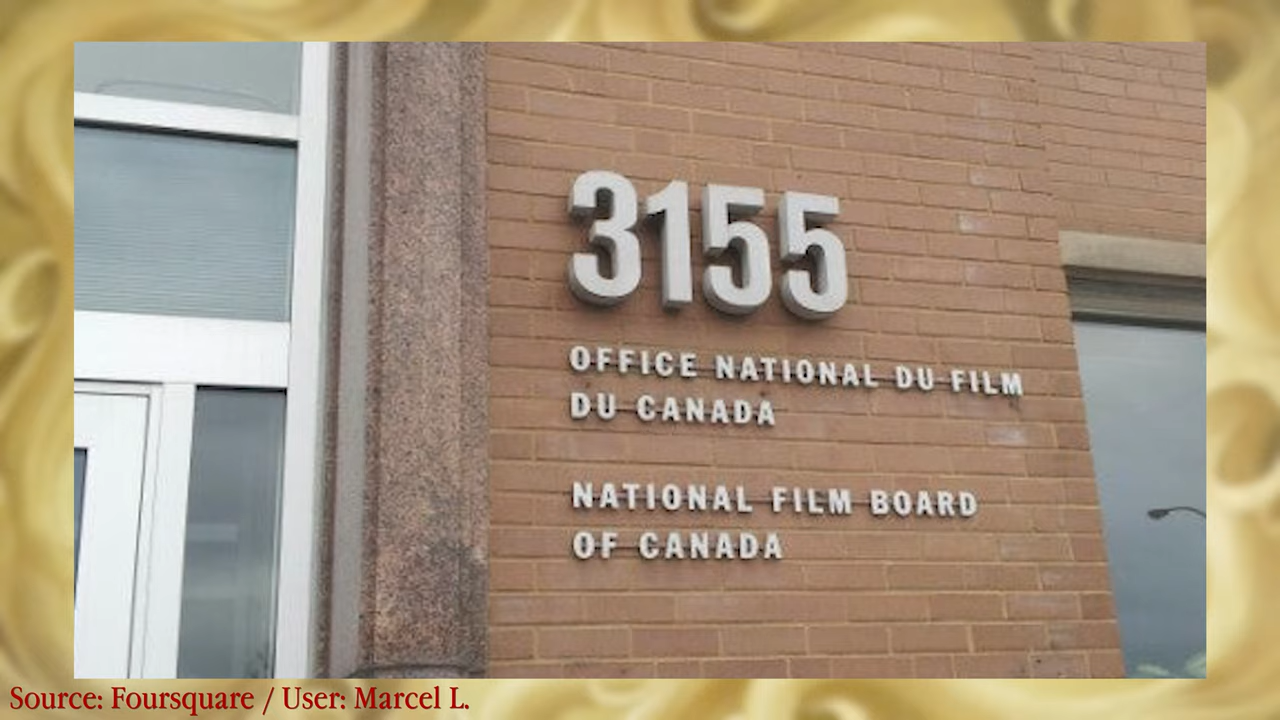 3155
OFFICE NATIONAL DU FILM
DU CANADA
NATIONAL FILM BOARD
OF CANADA
Source: Foursquare / User: Marcel L.